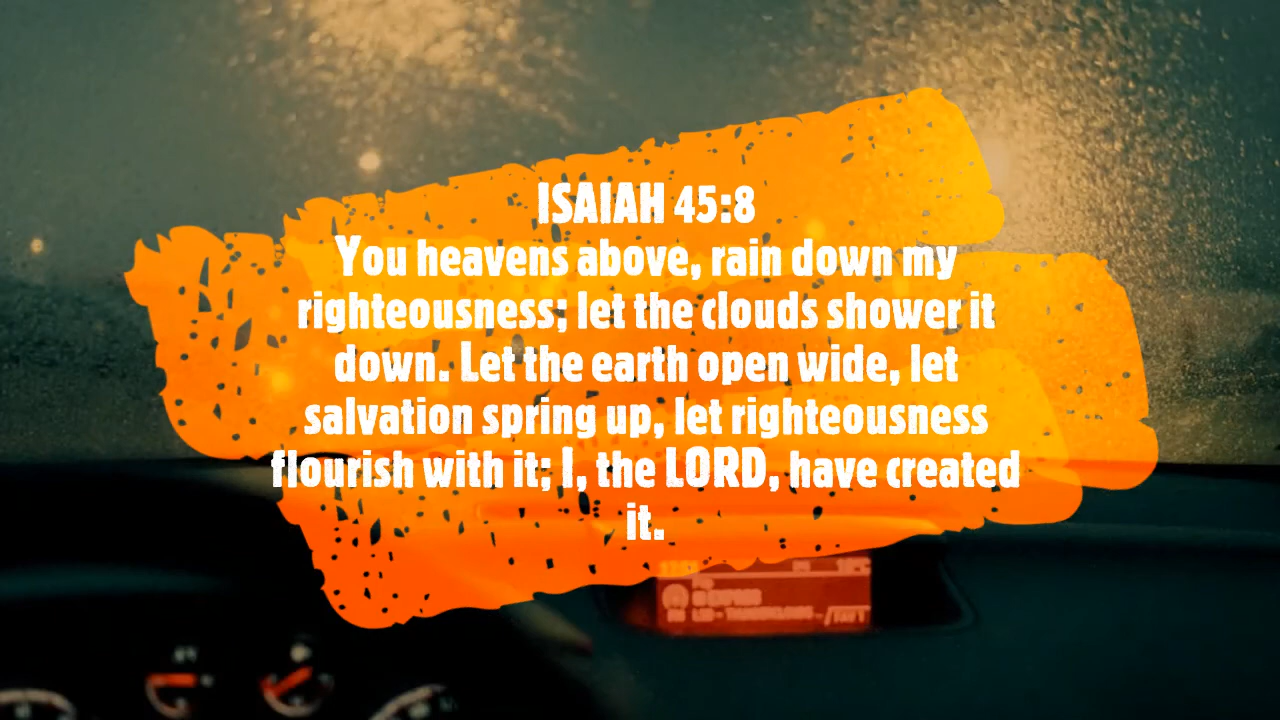 ISAIAH 45:8
You heavens above, rain down my
righteousness; let the clouds shower it
down. Let the earth open wide, let
salvation spring up, let righteousness
flourish with it; I, the LORD, have created
it.